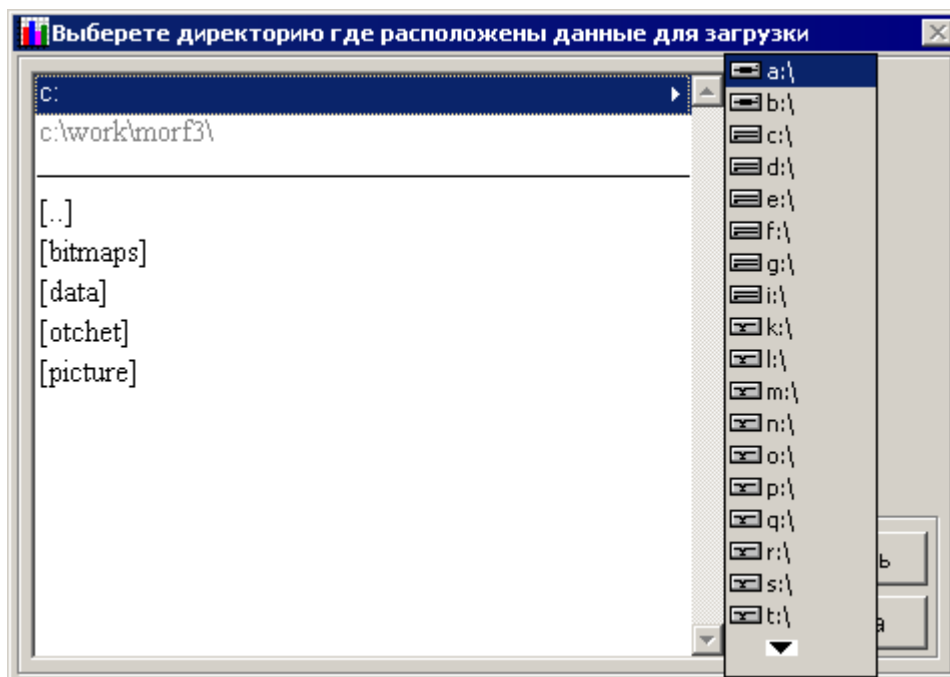 Выберете директорию где расположены данные для загрузки
c:
c:\work\morf3\
[..]
[bitmaps]
[data]
[otchet]
[picture]
a:\
b:\
c:\
d:\
e:\
f:\
g:\
i:\
k:\
l:\
m:\
n:\
o:\
p:\
q:\
r:\
s:\
t:\
ь
а